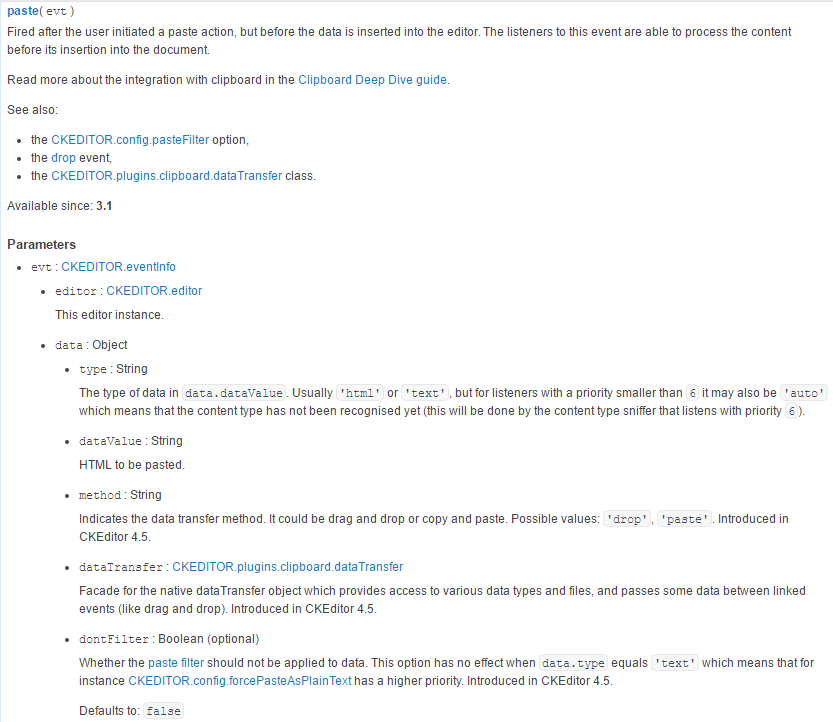 paste( evt )
Fired after the user initiated a paste action, but before the data is inserted into the editor. The listeners to this event are able to process the content
before its insertion into the document.
Read more about the integration with clipboard in the Clipboard Deep Dive guide.
See also:
• the CKEDITOR.config.pasteFilter option,
• the drop event,
• the CKEDITOR.plugins.clipboard.dataTransfer class.
Available since: 3.1
Parameters
• evt : CKEDITOR.eventInfo
• editor : CKEDITOR.editor
This editor instance.
• data : Object
• type : String
The type of data in data.dataValue. Usually 'html' or 'text', but for listeners with a priority smaller than 6 it may also be 'auto'
which means that the content type has not been recognised yet (this will be done by the content type sniffer that listens with priority 6).
• dataValue : String
HTML to be pasted.
• method : String
Indicates the data transfer method. It could be drag and drop or copy and paste. Possible values: 'drop', 'paste'. Introduced in
CKEditor 4.5.
• dataTransfer : CKEDITOR.plugins.clipboard.dataTransfer
Facade for the native dataTransfer object which provides access to various data types and files, and passes some data between linked
events (like drag and drop). Introduced in CKEditor 4.5.
• dontFilter : Boolean (optional)
Whether the paste filter should not be applied to data. This option has no effect when data.type equals 'text' which means that for
instance CKEDITOR.config.forcePasteAsPlainText has a higher priority. Introduced in CKEditor 4.5.
Defaults to: false